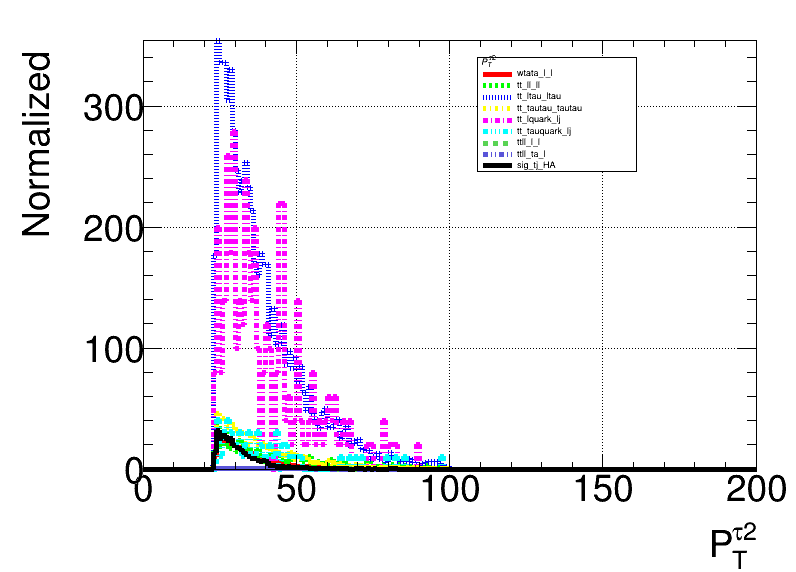 Normalized
300
200
100
0
0 50 100 150 200
P_T^{τ2}
P_T^{τ2}
wtata_l_l
tt_ll_ll
tt_ltau_ltau
tt_tautau_tautau
tt_lquark_lj
tt_tauquark_lj
ttll_l_l
ttll_ta_l
sig_tj_HA